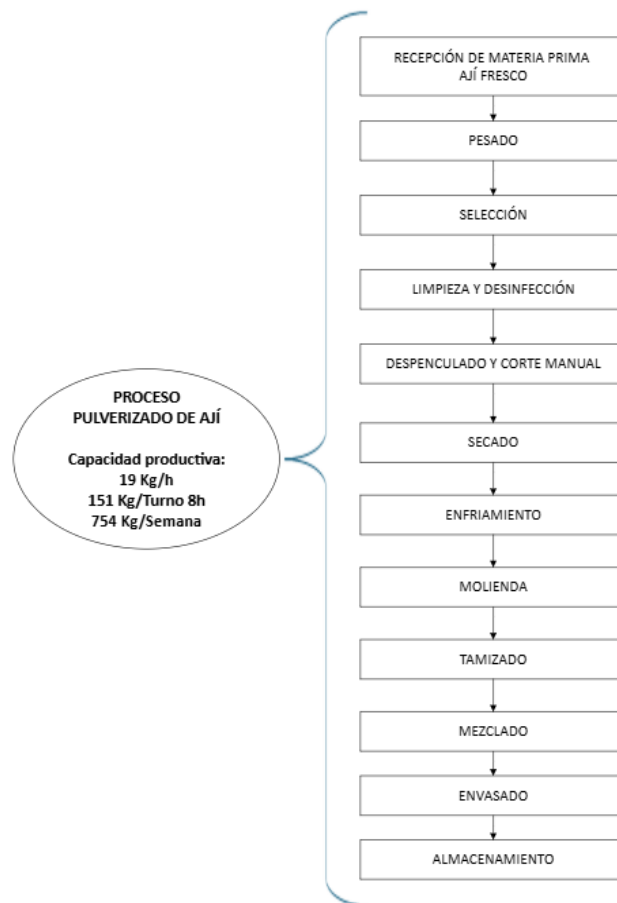 RECEPCIÓN DE MATERIA PRIMA
AJÍ FRESCO
PESADO
SELECCIÓN
LIMPIEZA Y DESINFECCIÓN
DESPENCULADO Y CORTE MANUAL
SECADO
ENFRIAMIENTO
MOLIENDA
TAMIZADO
MEZCLADO
ENVASADO
ALMACENAMIENTO
PROCESO
PULVERIZADO DE AJÍ
Capacidad productiva:
19 Kg/h
151 Kg/Turno 8h
754 Kg/Semana